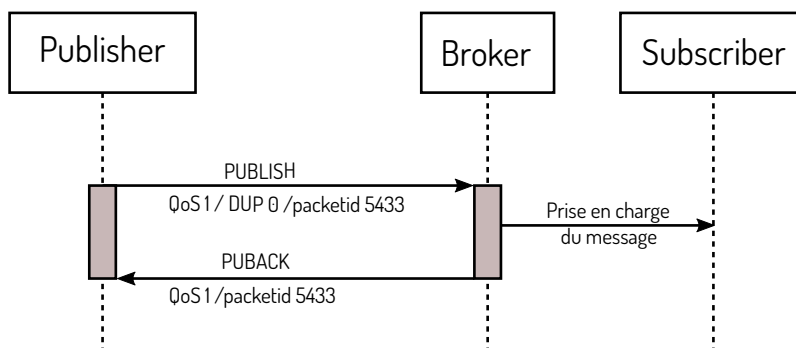 Publisher
Broker
Subscriber
PUBLISH
QoS 1 / DUP 0 /packetid 5433
Prise en charge
du message
PUBACK
QoS 1 /packetid 5433